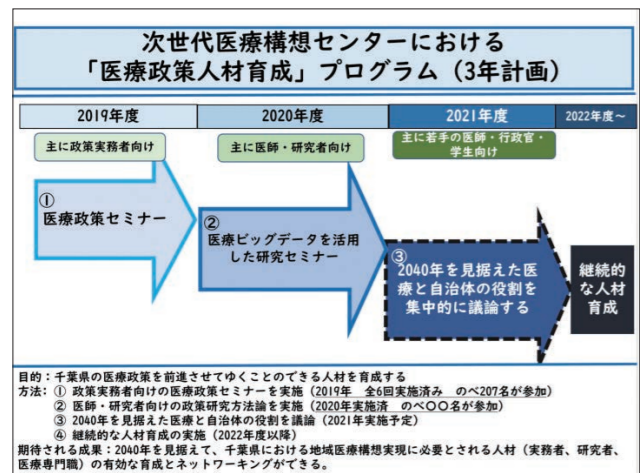 次世代医療構想センターにおける
「医療政策人材育成」プログラム（3年計画）
2019年度
2020年度
2021年度
2022年度～
主に政策実務者向け
主に医師・研究者向け
主に若手の医師・行政官・
学生向け
①
医療政策セミナー
②
医療ビッグデータを活用
した研究セミナー
③
2040年を見据えた医
療と自治体の役割を
集中的に議論する
継続的
な人材
育成
目的：千葉県の医療政策を前進させてゆくことのできる人材を育成する
方法：① 政策実務者向けの医療政策セミナーを実施（2019年　全6回実施済み　のべ207名が参加）
② 医師・研究者向けの政策研究方法論を実施（2020年実施済　のべ〇〇名が参加）
③ 2040年を見据えた医療と自治体の役割を議論（2021年実施予定）
④ 継続的な人材育成の実施（2022年度以降）
期待される成果：2040年を見据えて、千葉県における地域医療構想実現に必要とされる人材（実務者、研究者、
医療専門職）の有効な育成とネットワーキングができる。